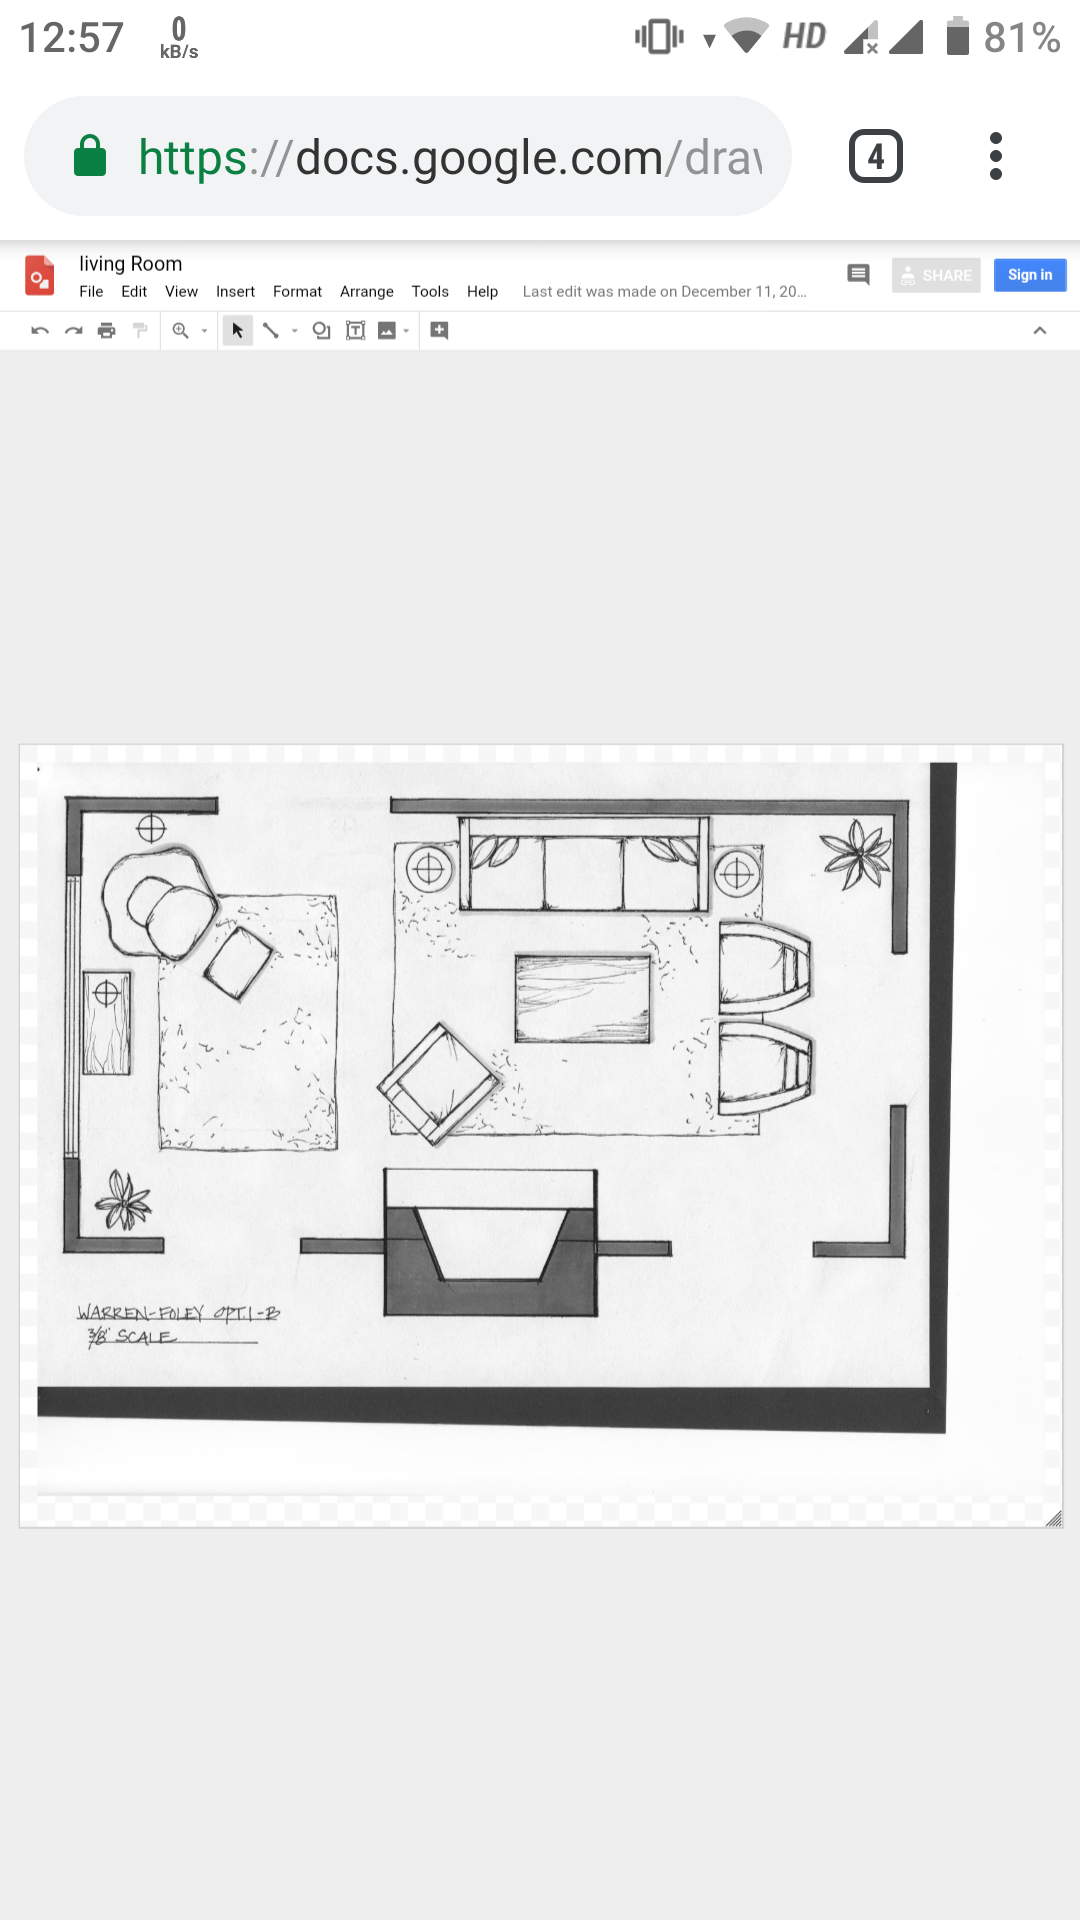 12:57
0
kB/s
HD
81%
https://docs.google.com/drav
4
living Room
File Edit View Insert Format Arrange Tools Help Last edit was made on December 11, 20...
SHARE
Sign in
WARREN-FOLEY OPT.1-B
3/8" SCALE